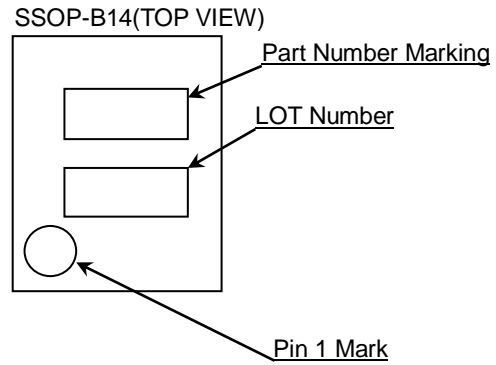 SSOP-B14(TOP VIEW)
Part Number Marking
LOT Number
Pin 1 Mark